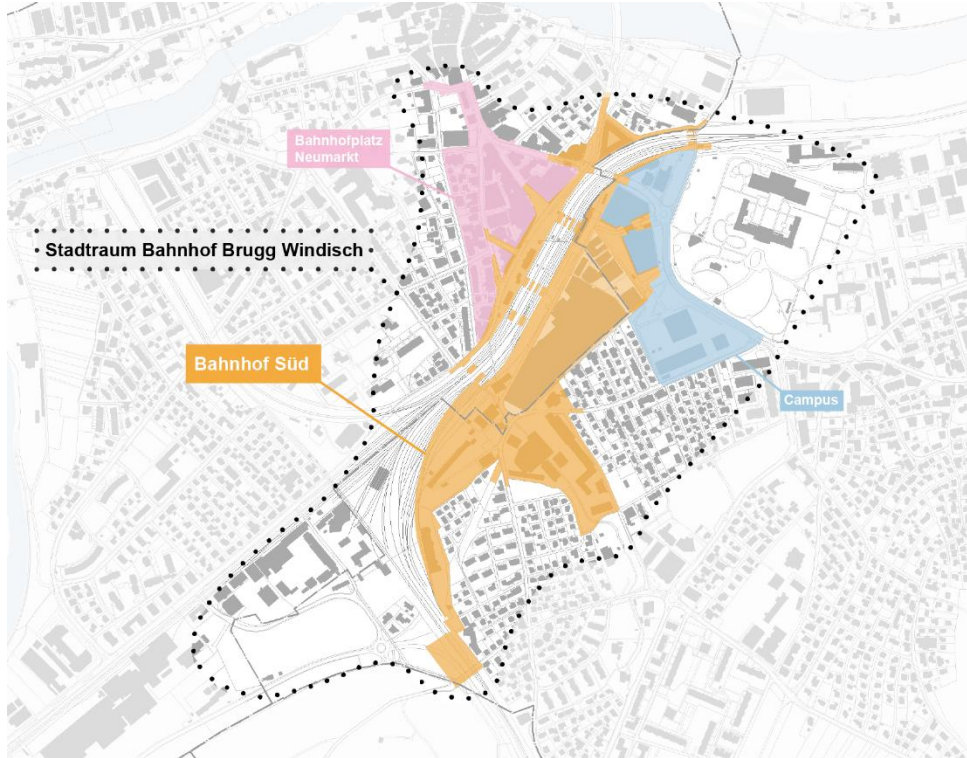 Bahnhofplatz
Neumarkt
Stadtraum Bahnhof Brugg Windisch
Bahnhof Süd
Campus